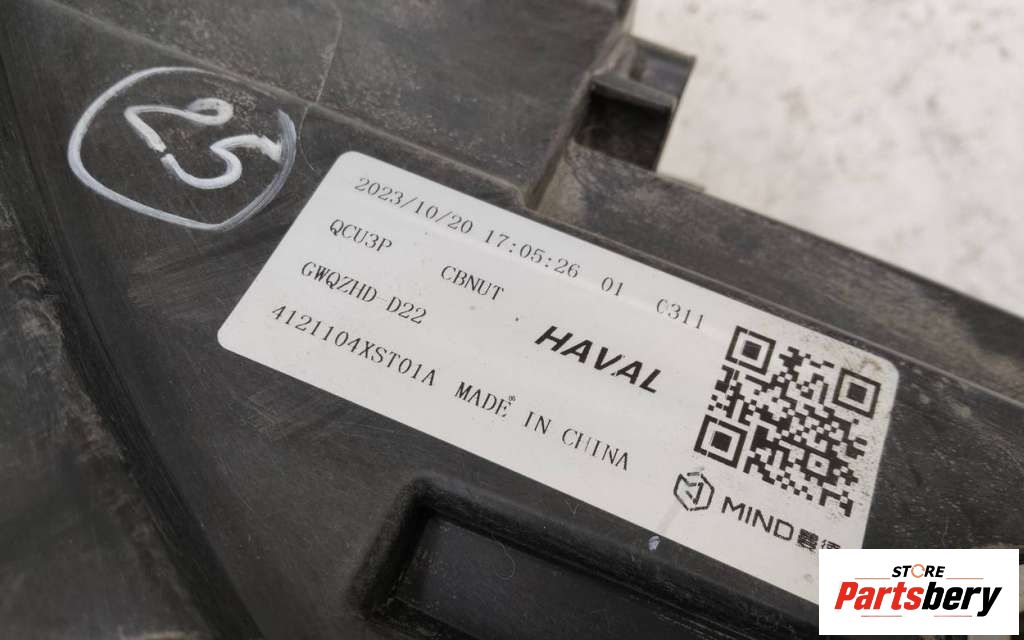 25
2023/10/20 17:05:26 01 0311
QCU3P CBNUT
GWQZHD-D22
HAVAL
4121104XST01A MADE IN CHINA
MIND
STORE
Partsbery